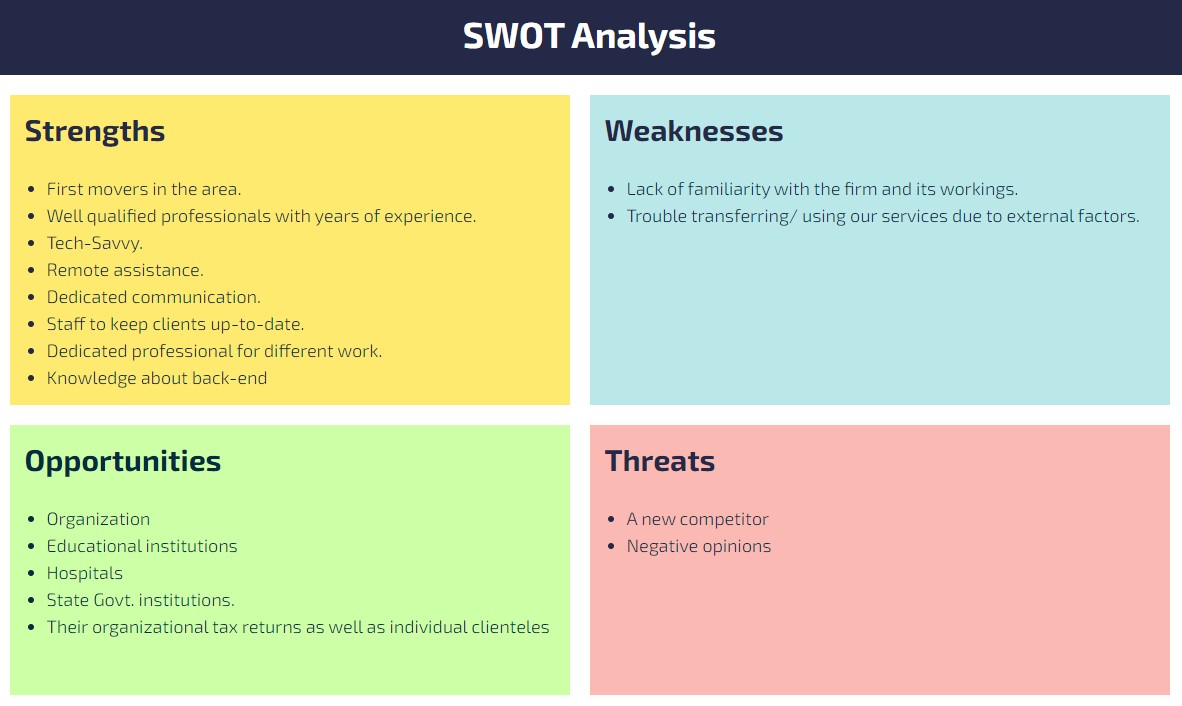 SWOT Analysis
Strengths
• First movers in the area.
• Well qualified professionals with years of experience.
• Tech-Savvy.
• Remote assistance.
• Dedicated communication.
• Staff to keep clients up-to-date.
• Dedicated professional for different work.
• Knowledge about back-end
Weaknesses
• Lack of familiarity with the firm and its workings.
• Trouble transferring/ using our services due to external factors.
Opportunities
• Organization
• Educational institutions
• Hospitals
• State Govt. institutions.
• Their organizational tax returns as well as individual clienteles
Threats
• A new competitor
• Negative opinions